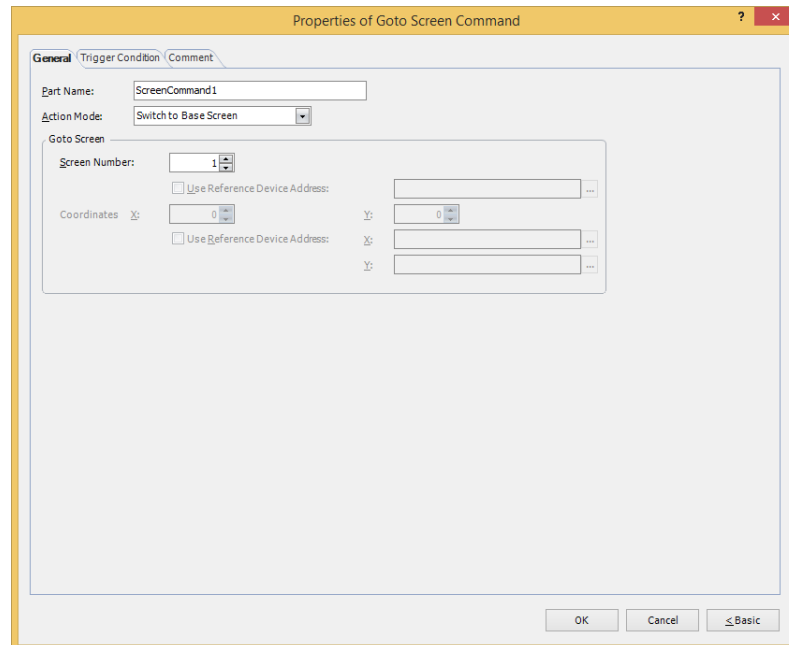 Properties of Goto Screen Command ? ×
General Trigger Condition Comment
Part Name: ScreenCommand1
Action Mode: Switch to Base Screen
Goto Screen
Screen Number: 1
Use Reference Device Address: ...
Coordinates X: 0 Y: 0
Use Reference Device Address: X: ...
Y: ...
OK Cancel < Basic